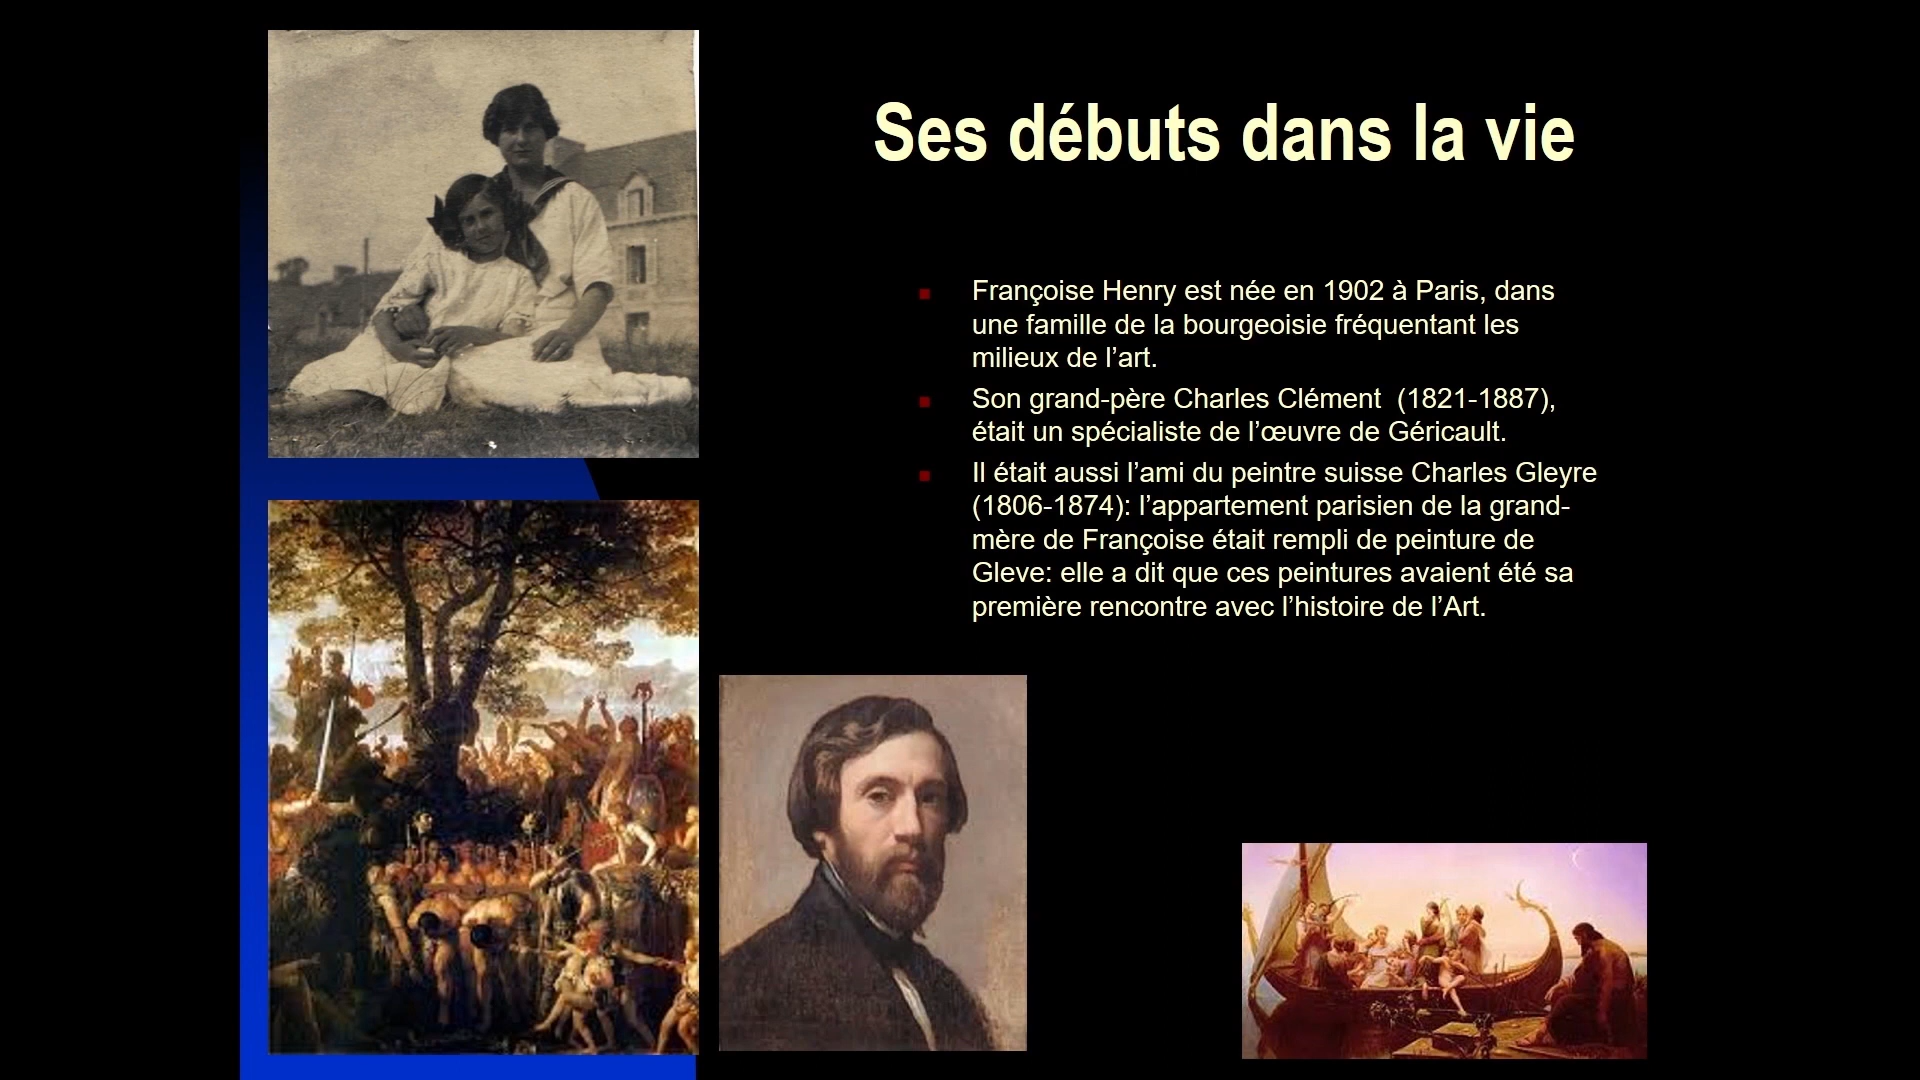 Ses débuts dans la vie
Françoise Henry est née en 1902 à Paris, dans
une famille de la bourgeoisie fréquentant les
milieux de l’art.
Son grand-père Charles Clément  (1821-1887),
était un spécialiste de l’œuvre de Géricault.
Il était aussi l’ami du peintre suisse Charles Gleyre
(1806-1874): l’appartement parisien de la grand-
mère de Françoise était rempli de peinture de
Gleve: elle a dit que ces peintures avaient été sa
première rencontre avec l’histoire de l’Art.